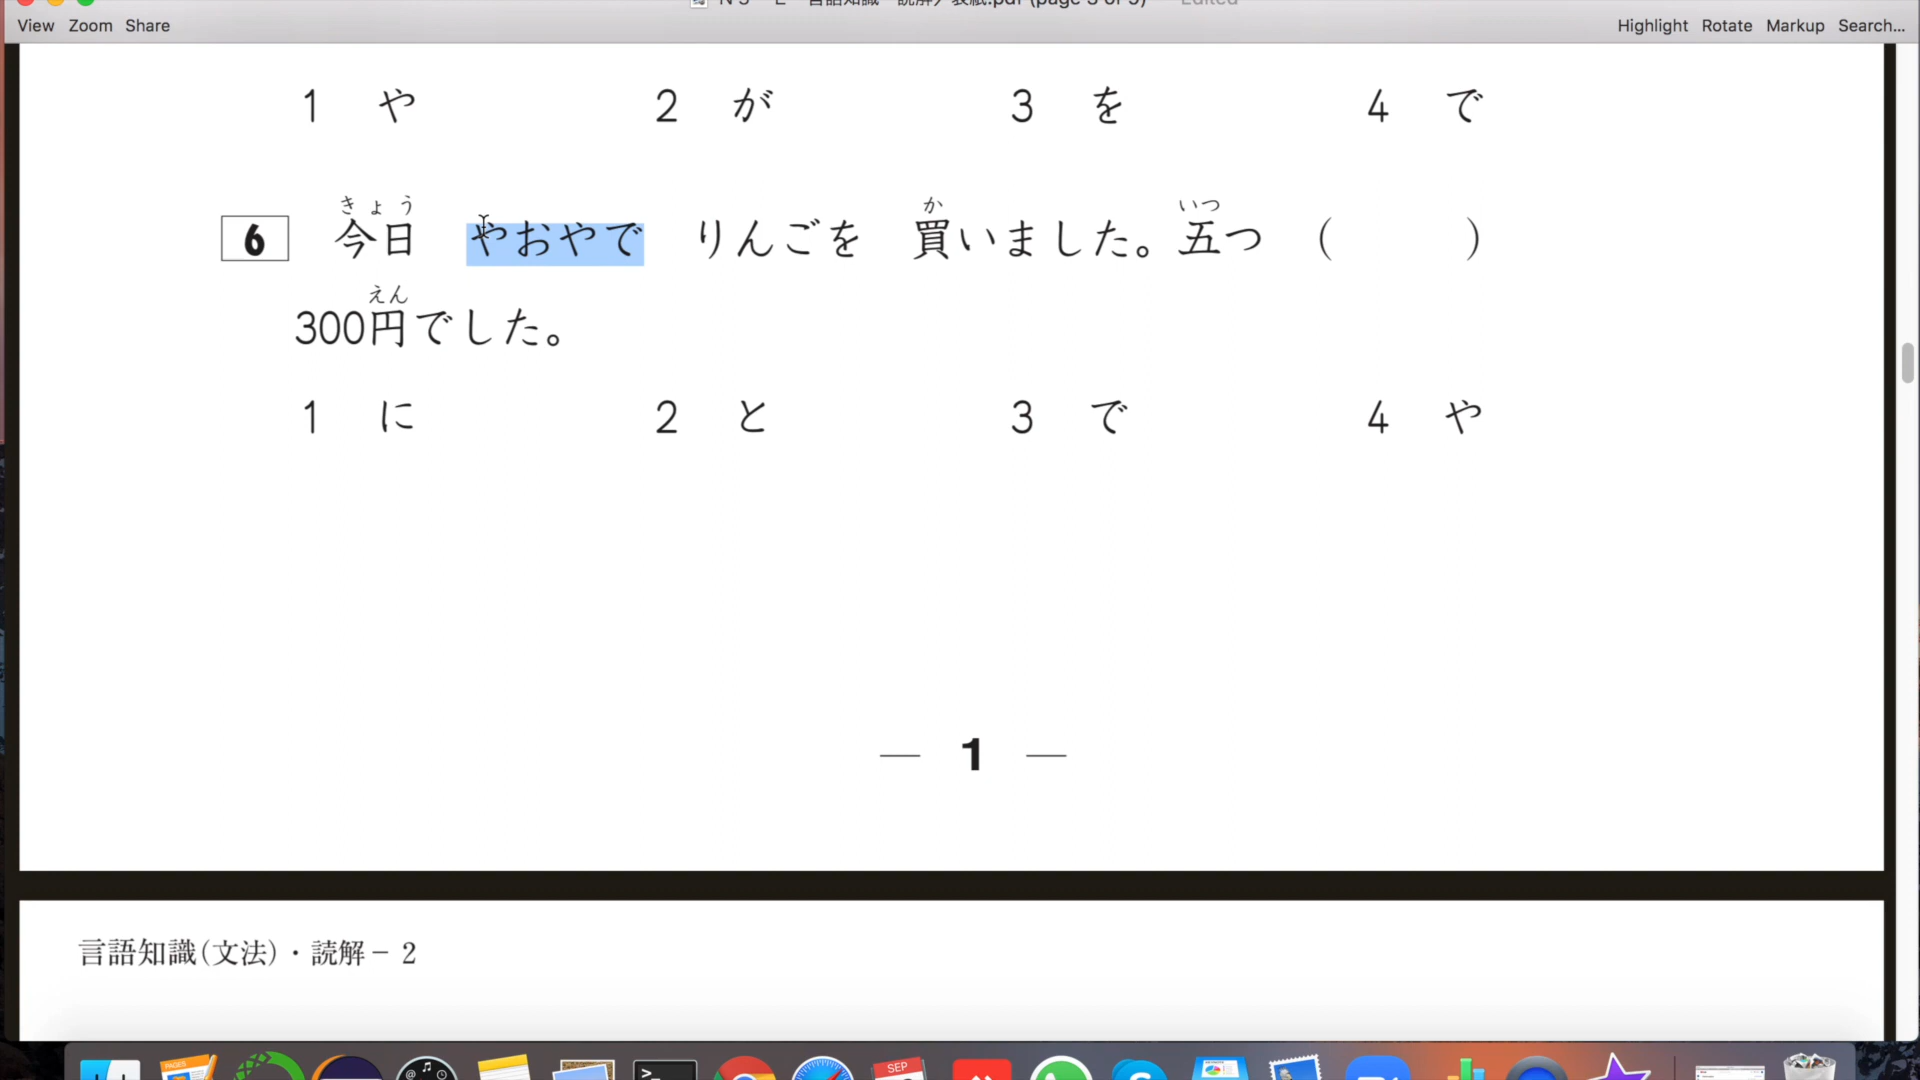 View Zoom Share
Highlight Rotate Markup Search...
1 や 2 が 3 を 4 で
きょう か いつ
6 今日 やおやで りんごを 買いました。五つ ( )
えん
300円でした。
1 に 2 と 3 で 4 や
— 1 —
言語知識(文法)・読解－2
PAGES
SEP